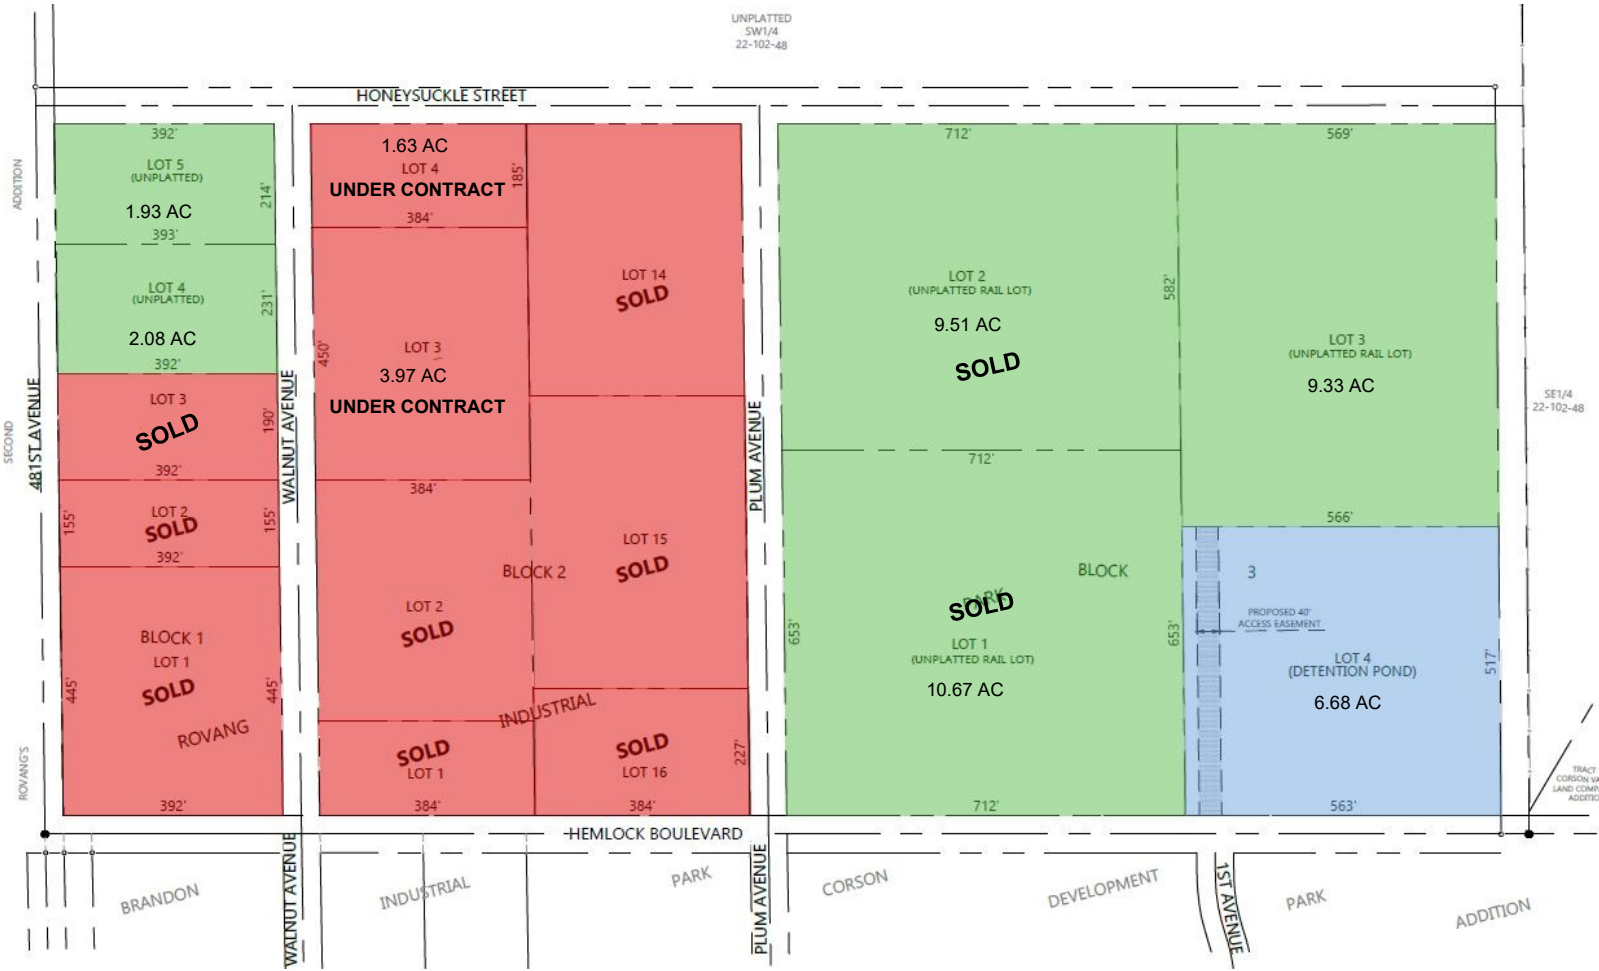 UNPLATTED
SW1/4
22-102-48
HONEYSUCKLE STREET
ADDITION
SECOND
ROVANG'S
481ST AVENUE
392'
LOT 5
(UNPLATTED)
214'
1.93 AC
393'
LOT 4
(UNPLATTED)
231'
2.08 AC
392'
LOT 3
SOLD
190'
392'
155'
LOT 2
SOLD
155'
392'
BLOCK 1
LOT 1
SOLD
445'
445'
ROVANG
392'
WALNUT AVENUE
1.63 AC
LOT 4
UNDER CONTRACT
185'
384'
450'
LOT 3
3.97 AC
UNDER CONTRACT
384'
LOT 14
SOLD
BLOCK 2
LOT 15
SOLD
LOT 2
SOLD
INDUSTRIAL
SOLD
LOT 1
384'
SOLD
LOT 16
227'
384'
PLUM AVENUE
712'
LOT 2
(UNPLATTED RAIL LOT)
9.51 AC
SOLD
582'
712'
569'
LOT 3
(UNPLATTED RAIL LOT)
9.33 AC
566'
BLOCK
3
PARK
SOLD
653'
653'
LOT 1
(UNPLATTED RAIL LOT)
10.67 AC
712'
PROPOSED 40'
ACCESS EASEMENT
LOT 4
(DETENTION POND)
6.68 AC
517'
563'
SE1/4
22-102-48
TRACT
CORSON VA
LAND COMP
ADDITIO
HEMLOCK BOULEVARD
WALNUT AVENUE
PLUM AVENUE
1ST AVENUE
BRANDON
INDUSTRIAL
PARK
CORSON
DEVELOPMENT
PARK
ADDITION